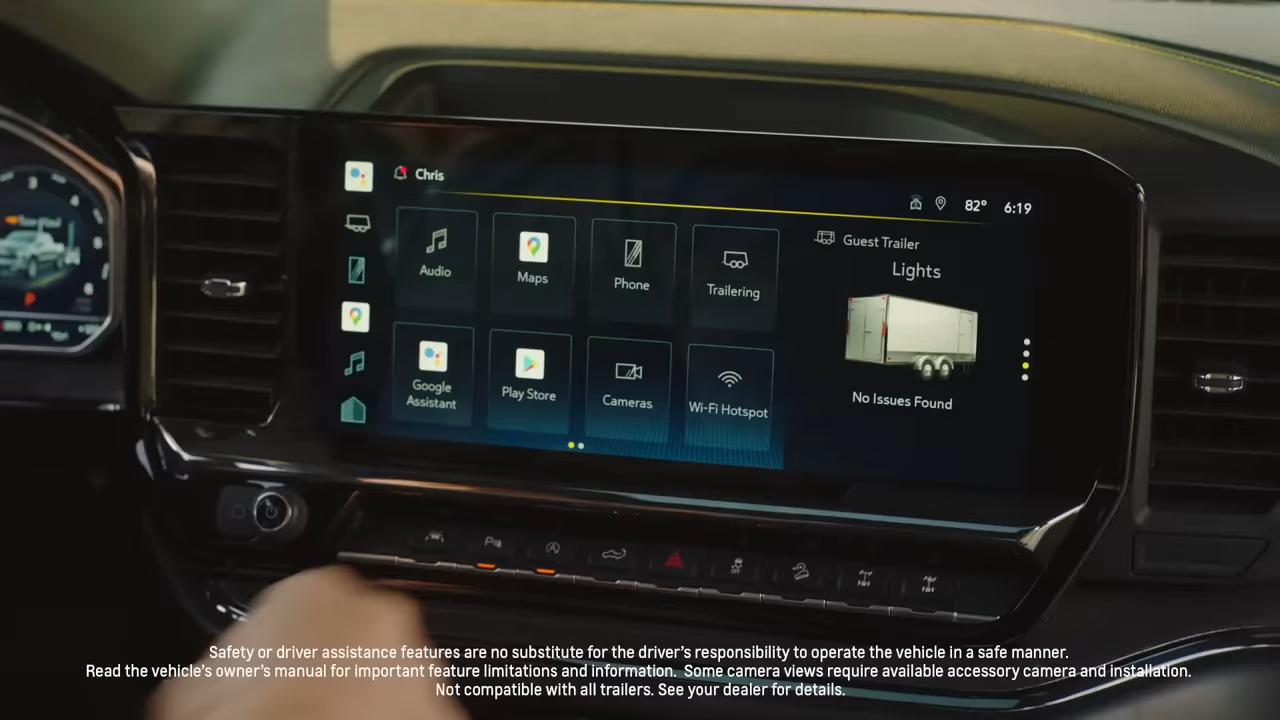 Chris
82° 6:19
Audio
Maps
Phone
Trailering
Guest Trailer
Lights
Google
Assistant
Play Store
Cameras
Wi-Fi Hotspot
No Issues Found
Safety or driver assistance features are no substitute for the driver's responsibility to operate the vehicle in a safe manner.
Read the vehicle's owner's manual for important feature limitations and information. Some camera views require available accessory camera and installation.
Not compatible with all trailers. See your dealer for details.